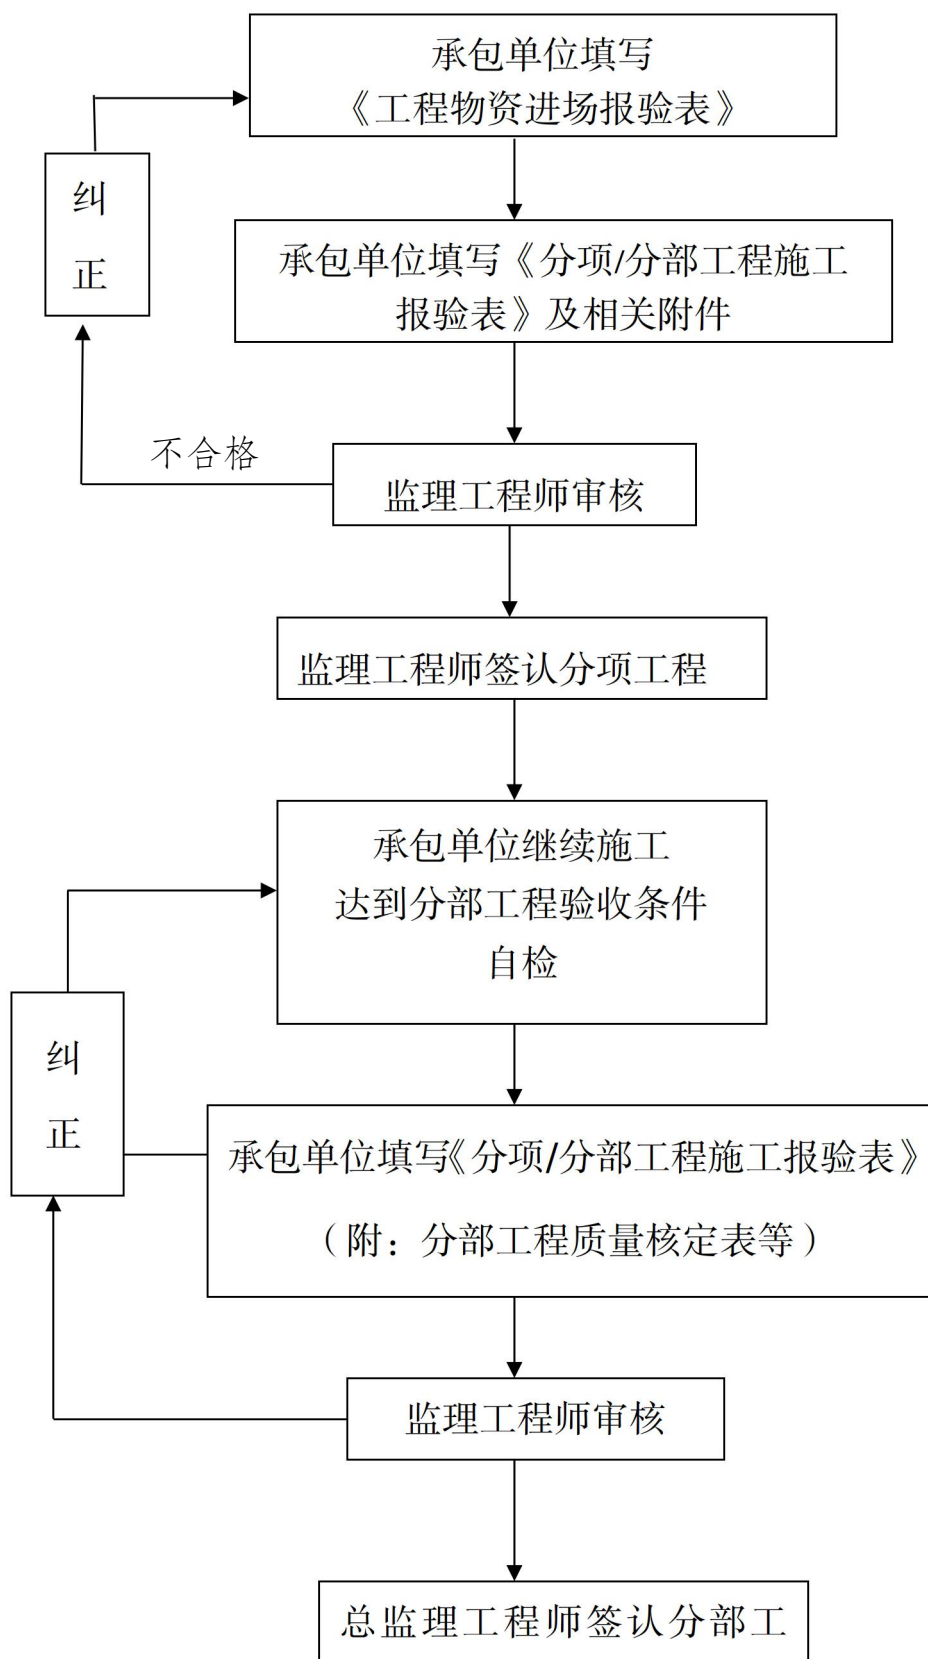 承包单位填写
《工程物资进场报验表》
纠
正
承包单位填写《分项/分部工程施工
报验表》及相关附件
不合格
监理工程师审核
监理工程师签认分项工程
承包单位继续施工
达到分部工程验收条件
自检
纠
正
承包单位填写《分项/分部工程施工报验表》
（附：分部工程质量核定表等）
监理工程师审核
总监理工程师签认分部工